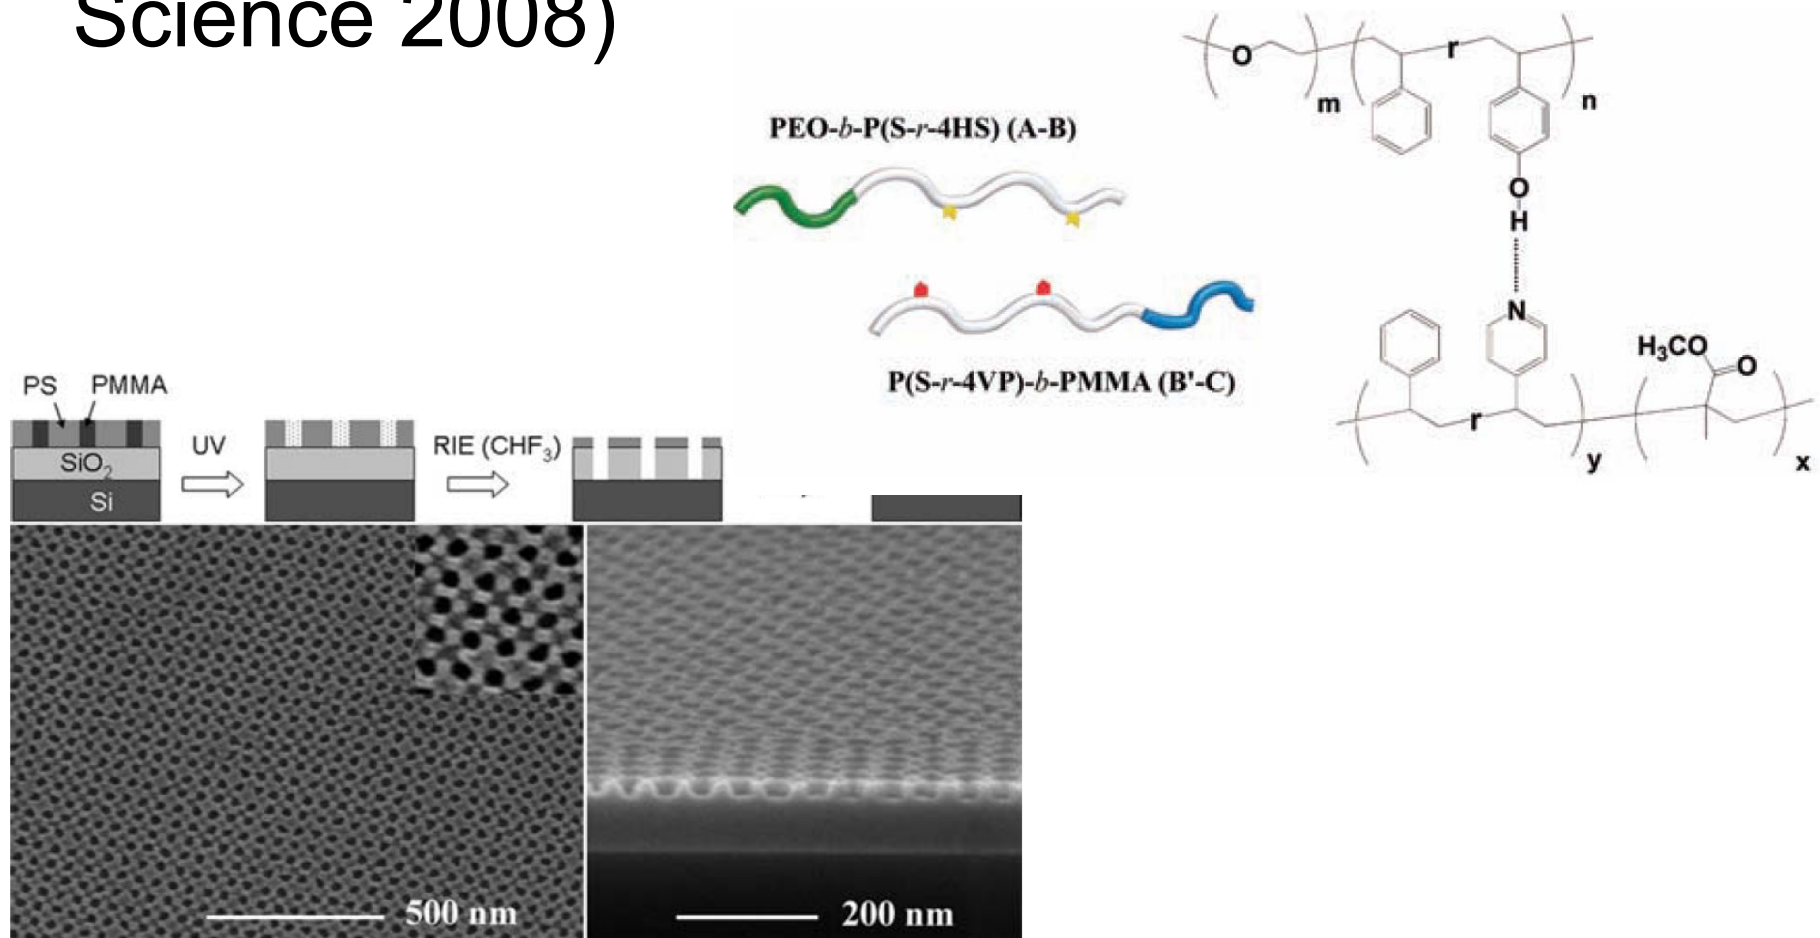 Science 2008)
PEO-b-P(S-r-4HS) (A-B)
P(S-r-4VP)-b-PMMA (B'-C)
O
m
r
n
O
H
N
H₃CO
O
r
y
x
PS PMMA
SiO₂
Si
UV
RIE (CHF₃)
500 nm
200 nm